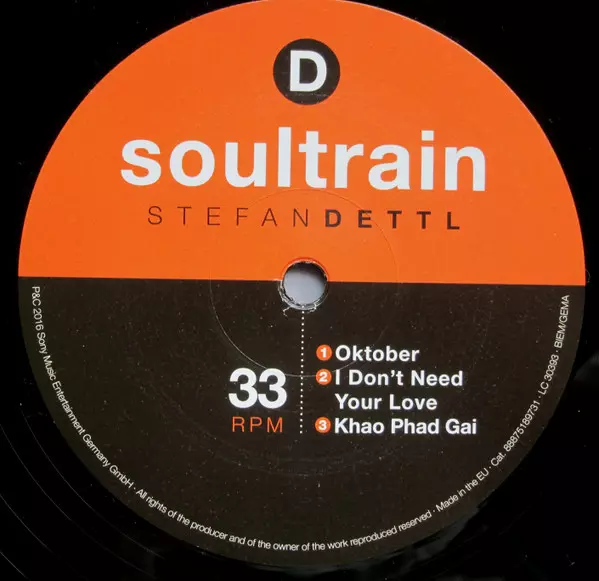 D
soultrain
STEFANDETTL
33
RPM
1 Oktober
2 I Don't Need
Your Love
3 Khao Phad Gai
P&C 2016 Sony Music Entertainment Germany GmbH · All rights of the producer and of the owner of the work reproduced reserved · Made in the EU · Cat. 88875189731 · LC 30393 · BIEM/GEMA